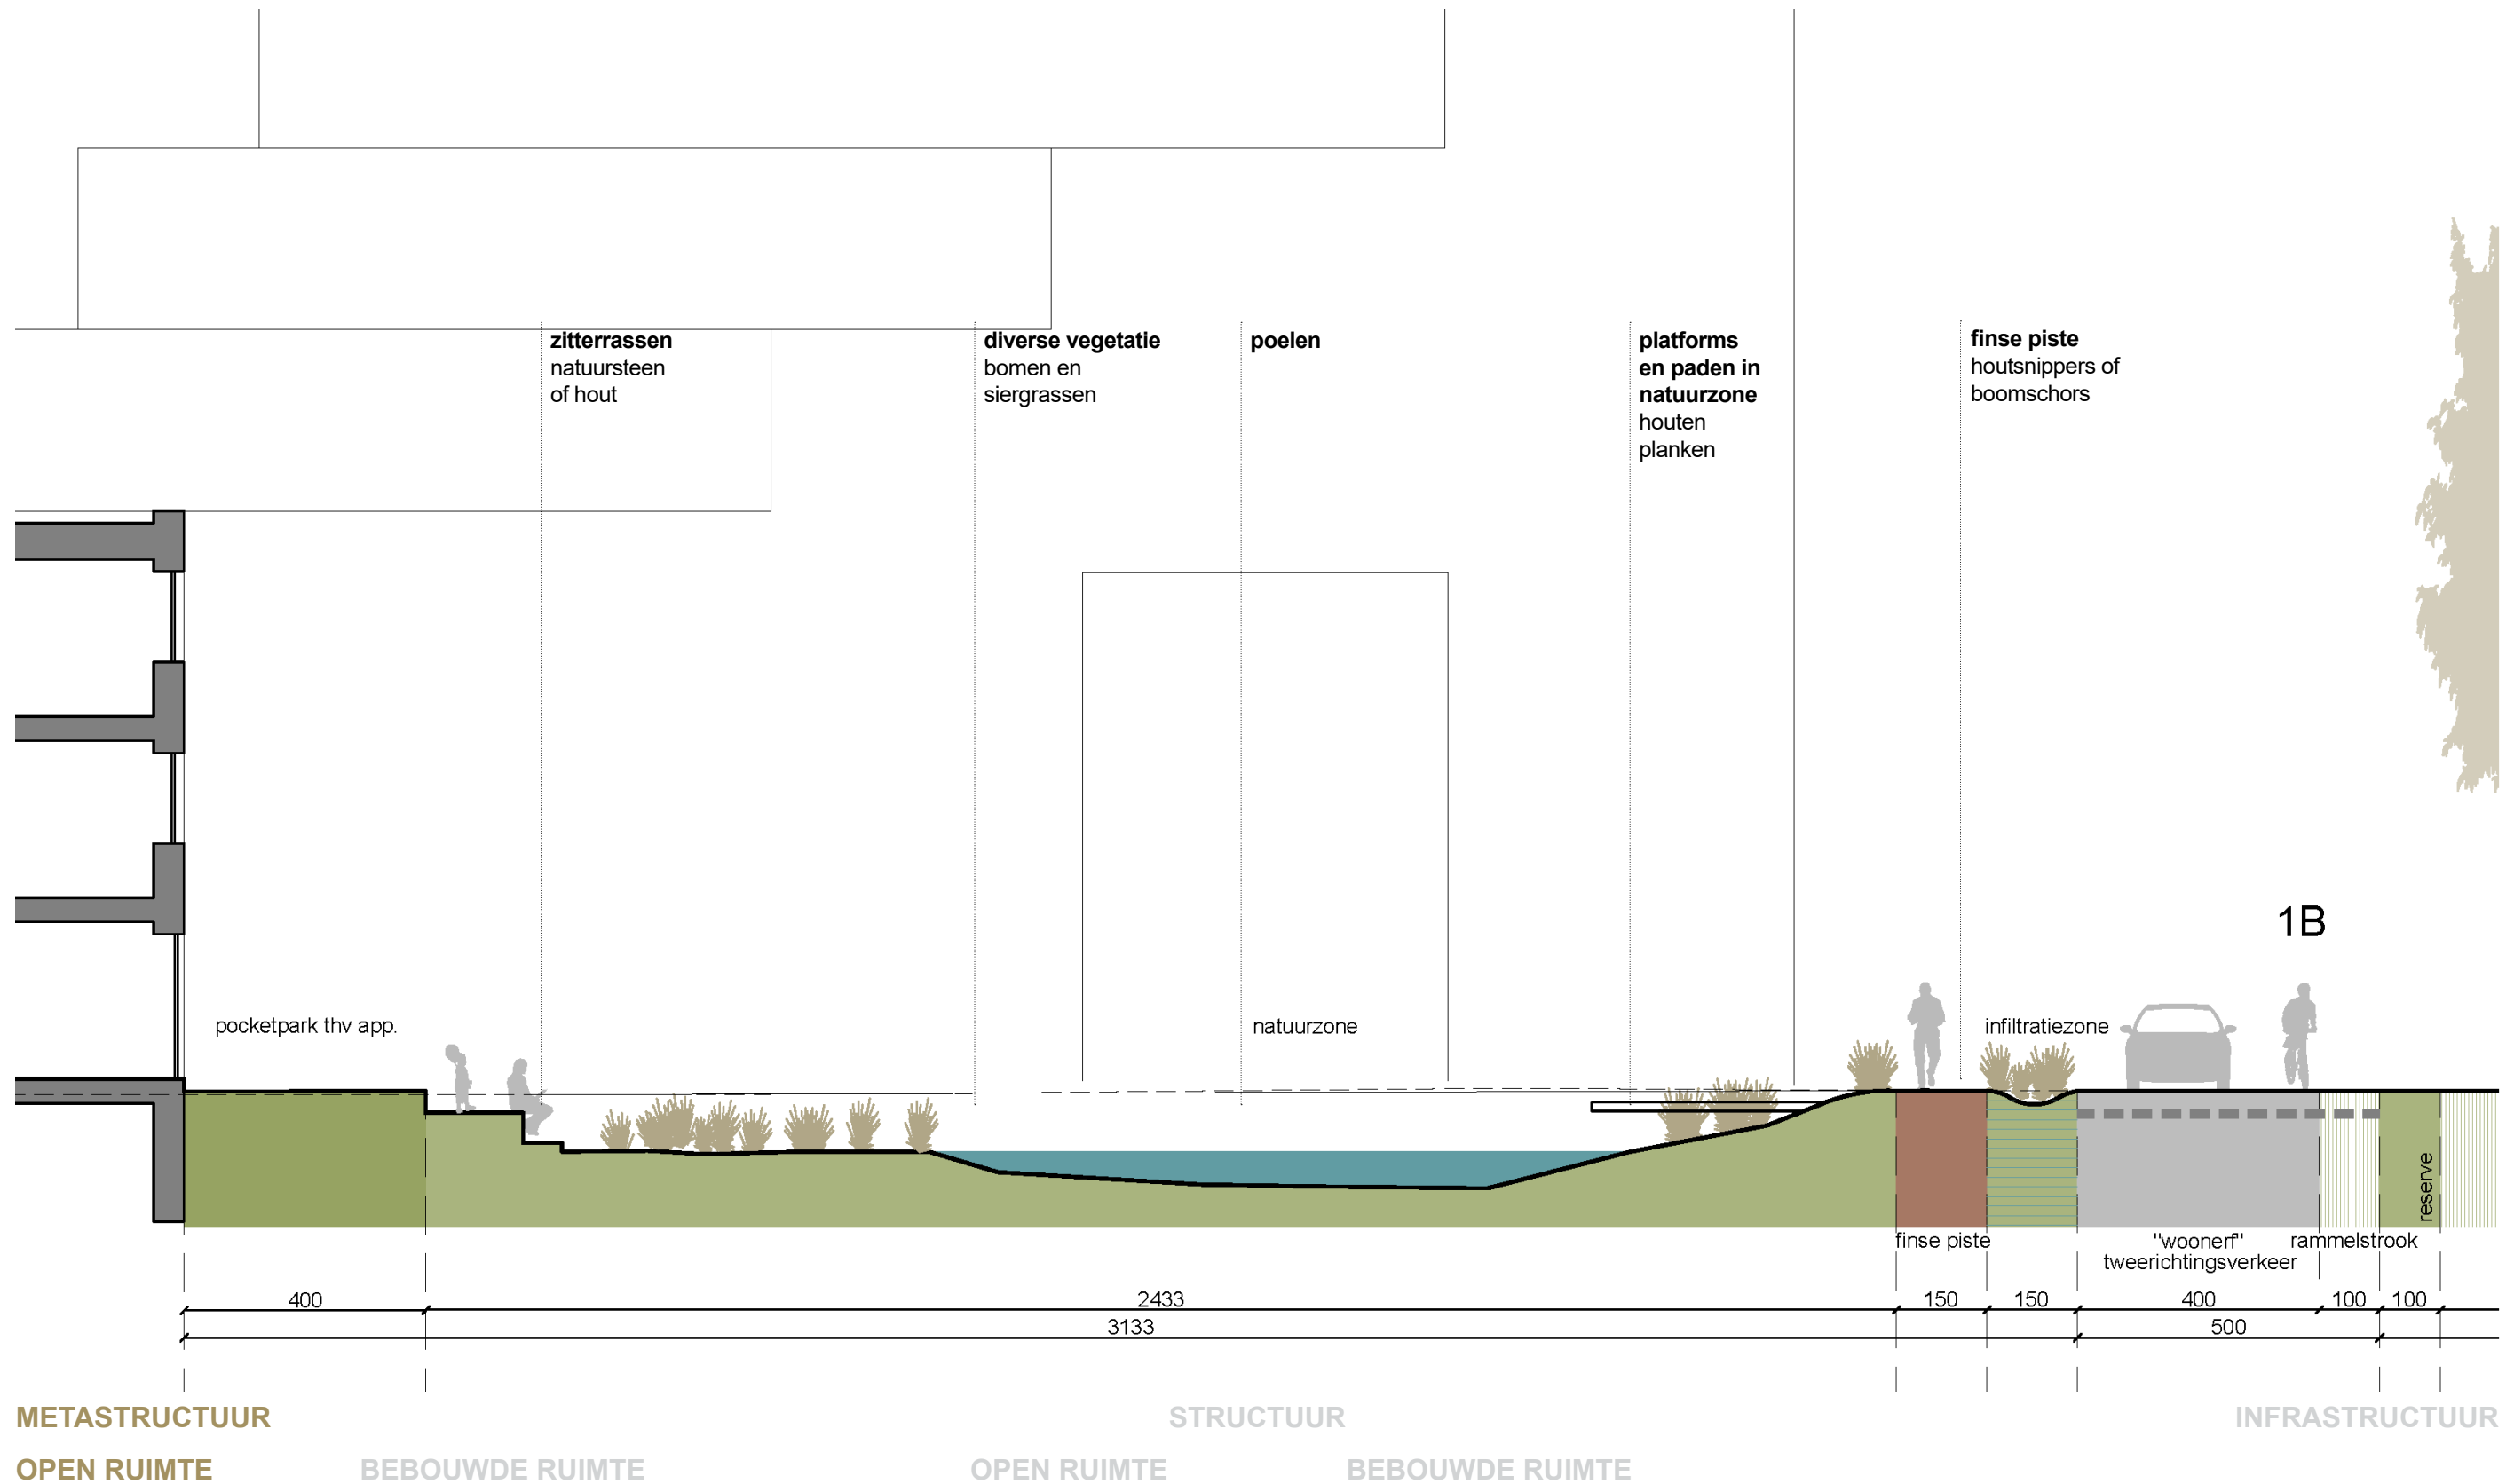 zitterrassen
natuursteen
of hout
diverse vegetatie
bomen en
siergrassen
poelen
platforms
en paden in
natuurzone
houten
planken
finse piste
houtsnippers of
boomschors
1B
pocketpark thv app.
natuurzone
infiltratiezone
reserve
finse piste
"woonerf"
tweerichtingsverkeer
rammelstrook
400 2433 150 150 400 100 100
3133 500
METASTRUCTUUR STRUCTUUR INFRASTRUCTUUR
OPEN RUIMTE BEBOUWDE RUIMTE OPEN RUIMTE BEBOUWDE RUIMTE